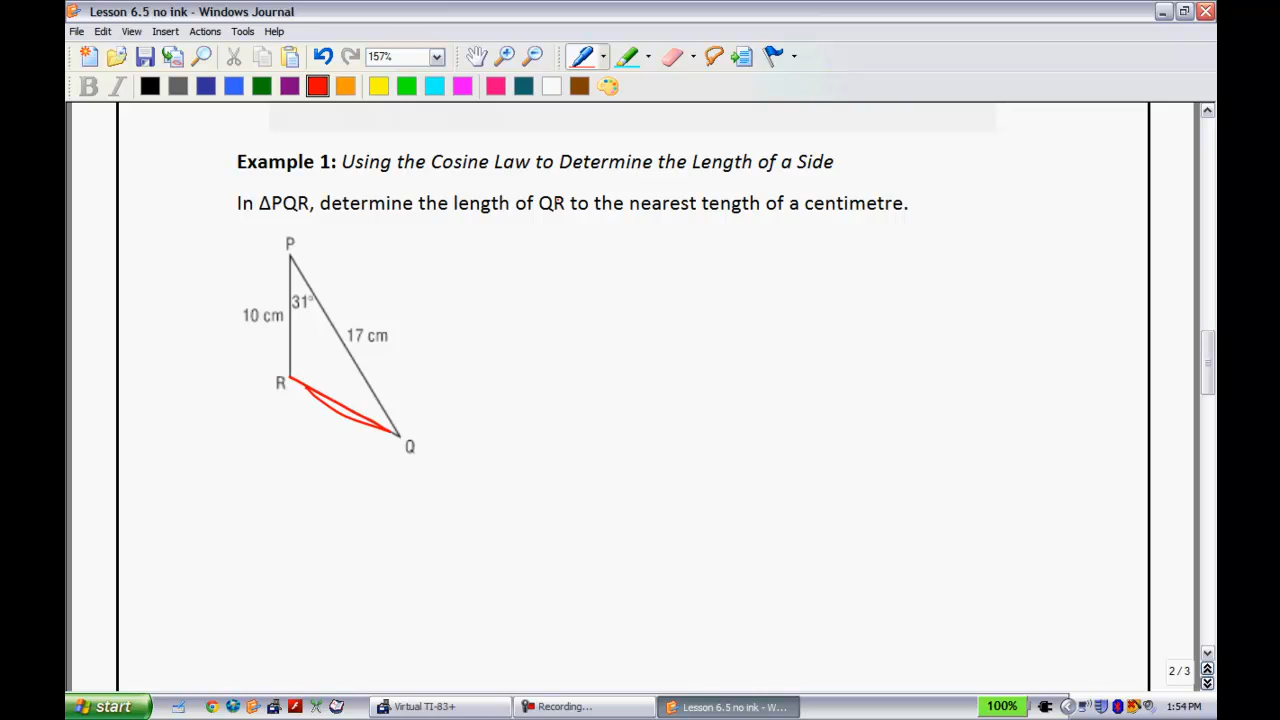 Lesson 6.5 no ink - Windows Journal
File Edit View Insert Actions Tools Help
157%
B I
Example 1: Using the Cosine Law to Determine the Length of a Side
In ΔPQR, determine the length of QR to the nearest tength of a centimetre.
P
31°
10 cm
17 cm
R
Q
2 / 3
start Virtual TI-83+ Recording... Lesson 6.5 no ink - W... 100% 1:54 PM